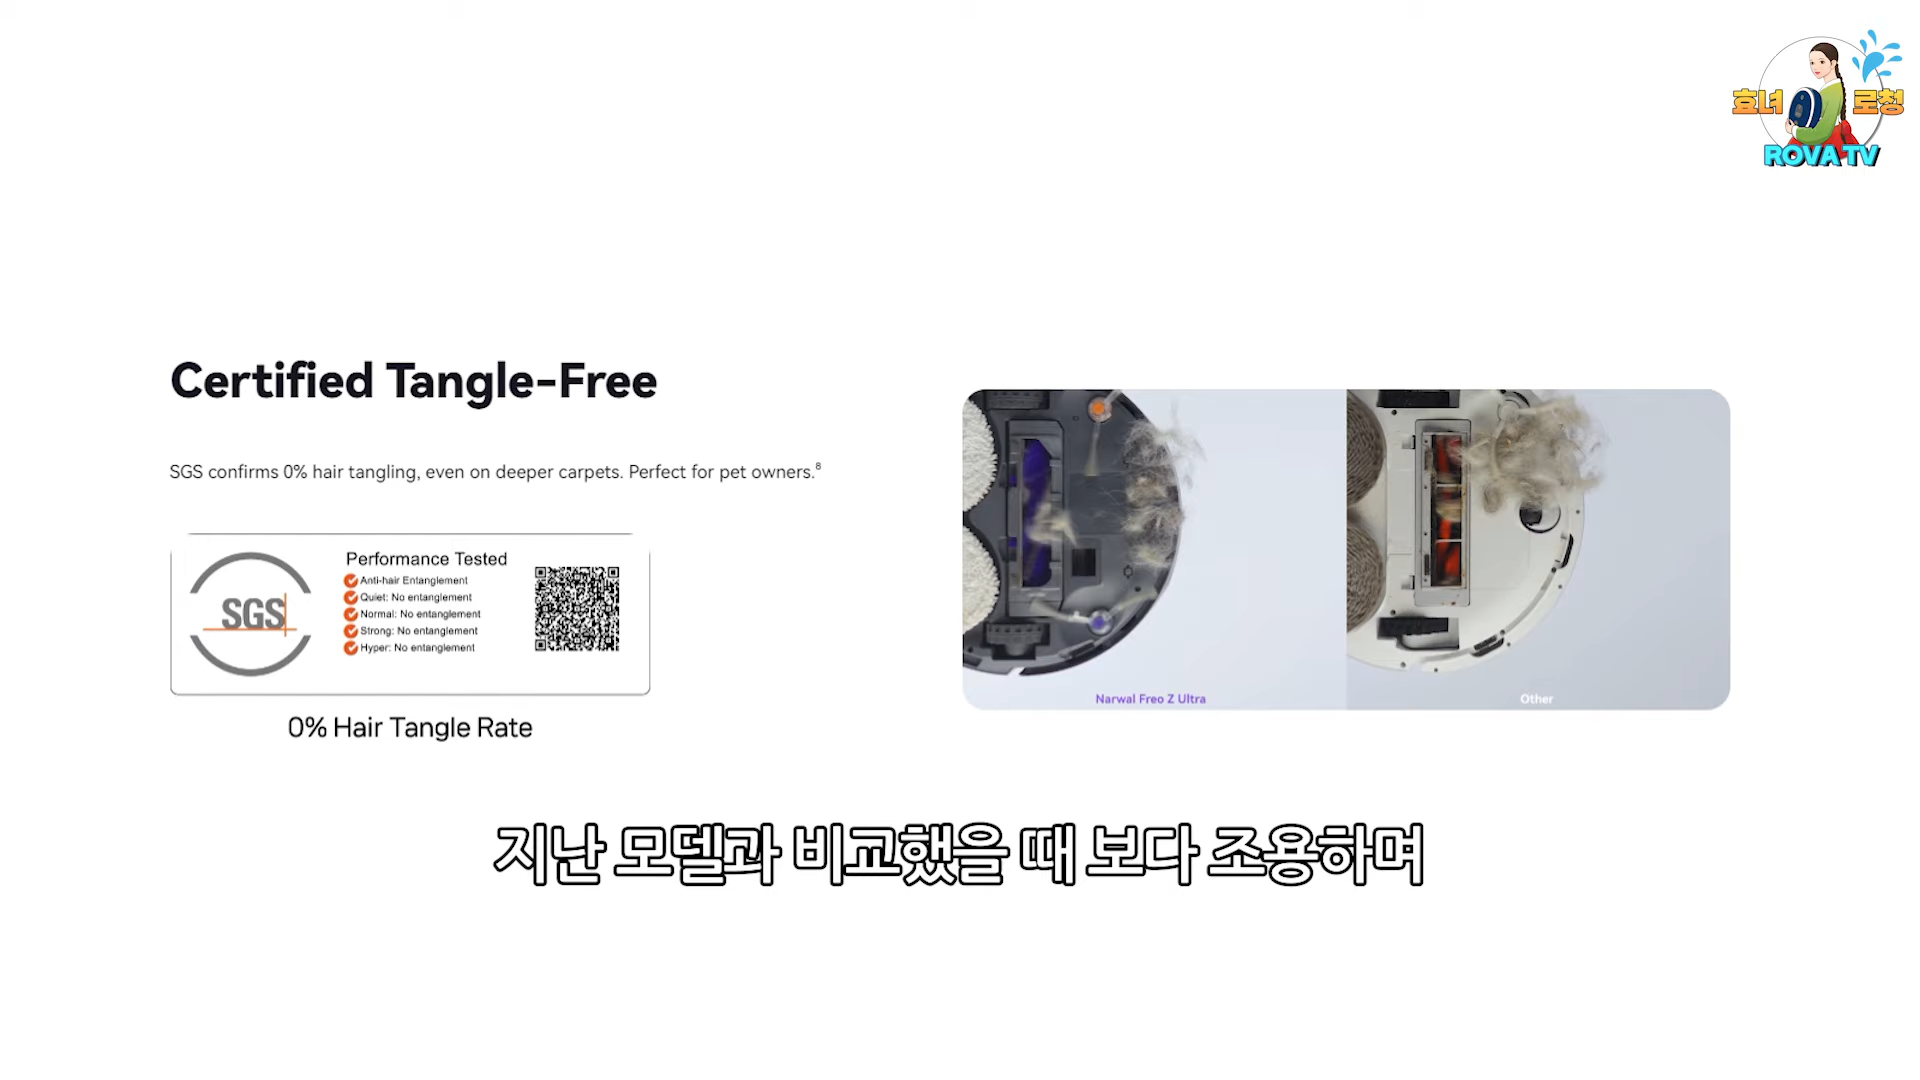 효녀 로청
ROVA TV
Certified Tangle-Free
SGS confirms 0% hair tangling, even on deeper carpets. Perfect for pet owners.⁸
SGS
Performance Tested
Anti-hair Entanglement
Quiet: No entanglement
Normal: No entanglement
Strong: No entanglement
Hyper: No entanglement
0% Hair Tangle Rate
Narwal Freo Z Ultra
Other
지난 모델과 비교했을 때 보다 조용하며